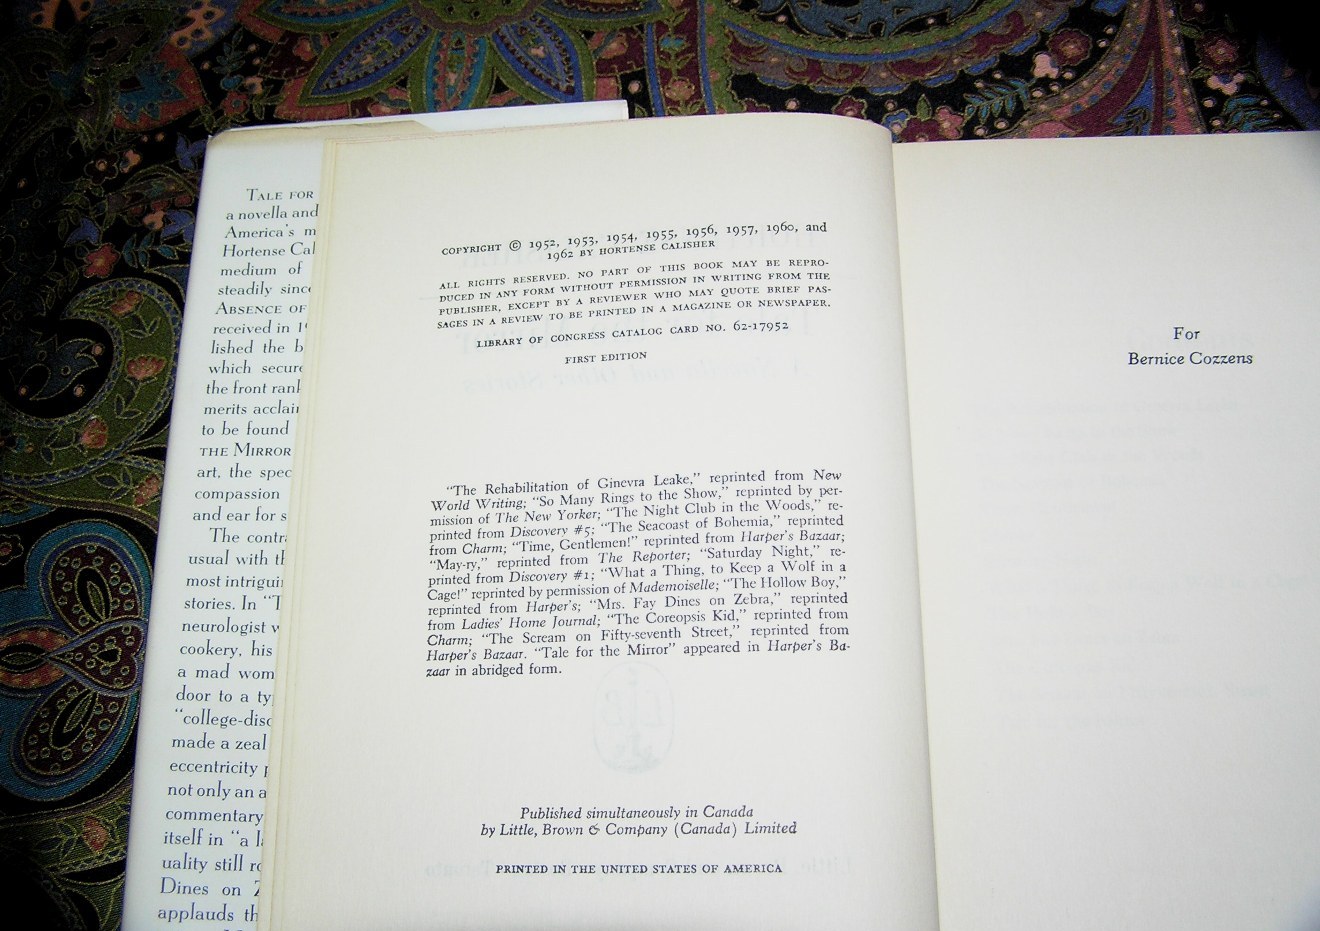 TALE FOR
a novella and
America's m
Hortense Cal
medium of
steadily since
ABSENCE OF
received in 1
lished the b
which secure
the front rank
merits acclai
to be found
THE MIRROR
art, the spec
compassion
and ear for s
The contra
usual with th
most intriguin
stories. In "T
neurologist w
cookery, his
a mad wom
door to a ty
"college-disc
made a zeal
eccentricity p
not only an a
commentary
itself in "a l
uality still ro
Dines on Z
applauds th
COPYRIGHT © 1952, 1953, 1954, 1955, 1956, 1957, 1960, and
1962 BY HORTENSE CALISHER
ALL RIGHTS RESERVED. NO PART OF THIS BOOK MAY BE REPRO-
DUCED IN ANY FORM WITHOUT PERMISSION IN WRITING FROM THE
PUBLISHER, EXCEPT BY A REVIEWER WHO MAY QUOTE BRIEF PAS-
SAGES IN A REVIEW TO BE PRINTED IN A MAGAZINE OR NEWSPAPER.
LIBRARY OF CONGRESS CATALOG CARD NO. 62-17952
FIRST EDITION
"The Rehabilitation of Ginevra Leake," reprinted from New
World Writing; "So Many Rings to the Show," reprinted by per-
mission of The New Yorker; "The Night Club in the Woods," re-
printed from Discovery #5; "The Seacoast of Bohemia," reprinted
from Charm; "Time, Gentlemen!" reprinted from Harper's Bazaar;
"May-ry," reprinted from The Reporter; "Saturday Night," re-
printed from Discovery #1; "What a Thing, to Keep a Wolf in a
Cage!" reprinted by permission of Mademoiselle; "The Hollow Boy,"
reprinted from Harper's; "Mrs. Fay Dines on Zebra," reprinted
from Ladies' Home Journal; "The Coreopsis Kid," reprinted from
Charm; "The Scream on Fifty-seventh Street," reprinted from
Harper's Bazaar. "Tale for the Mirror" appeared in Harper's Ba-
zaar in abridged form.
Published simultaneously in Canada
by Little, Brown & Company (Canada) Limited
PRINTED IN THE UNITED STATES OF AMERICA
For
Bernice Cozzens